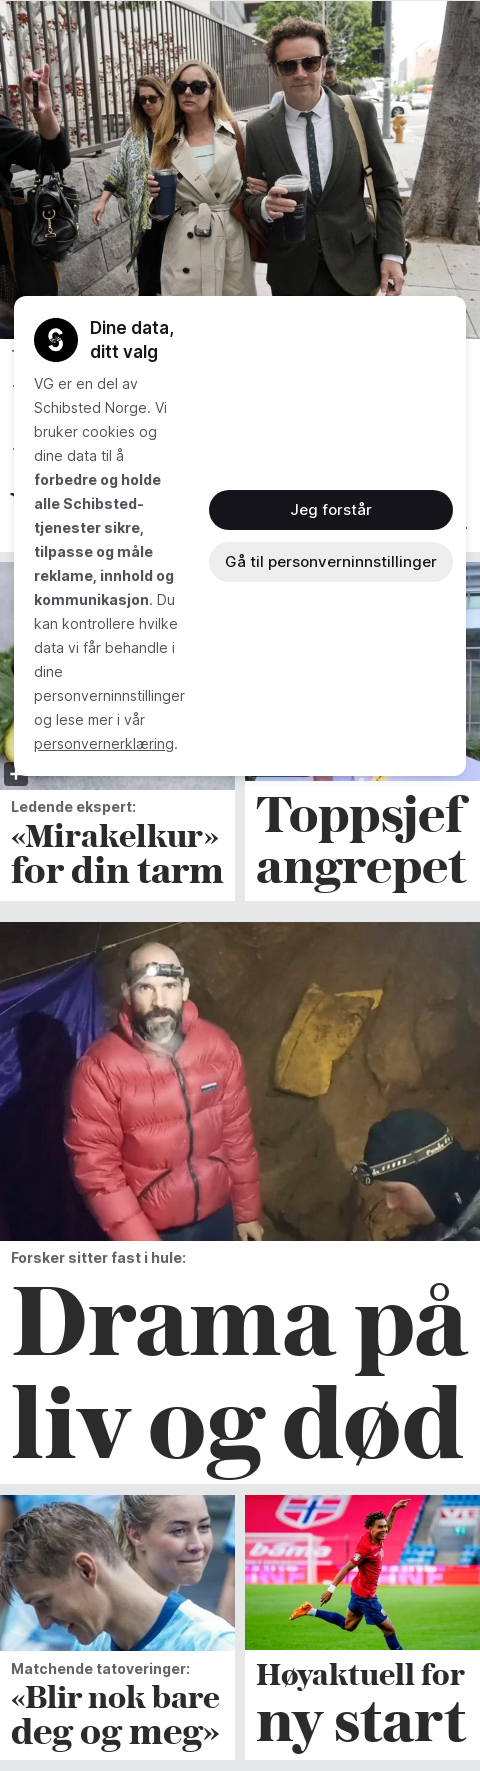 Dine data,
ditt valg
VG er en del av
Schibsted Norge. Vi
bruker cookies og
dine data til å
forbedre og holde
alle Schibsted-
tjenester sikre,
tilpasse og måle
reklame, innhold og
kommunikasjon. Du
kan kontrollere hvilke
data vi får behandle i
dine
personverninnstillinger
og lese mer i vår
personvernerklæring.
Jeg forstår
Gå til personverninnstillinger
Ledende ekspert:
«Mirakelkur»
for din tarm
Toppsjef
angrepet
Forsker sitter fast i hule:
Drama på
liv og død
Matchende tatoveringer:
«Blir nok bare
deg og meg»
bama
Høyaktuell for
ny start